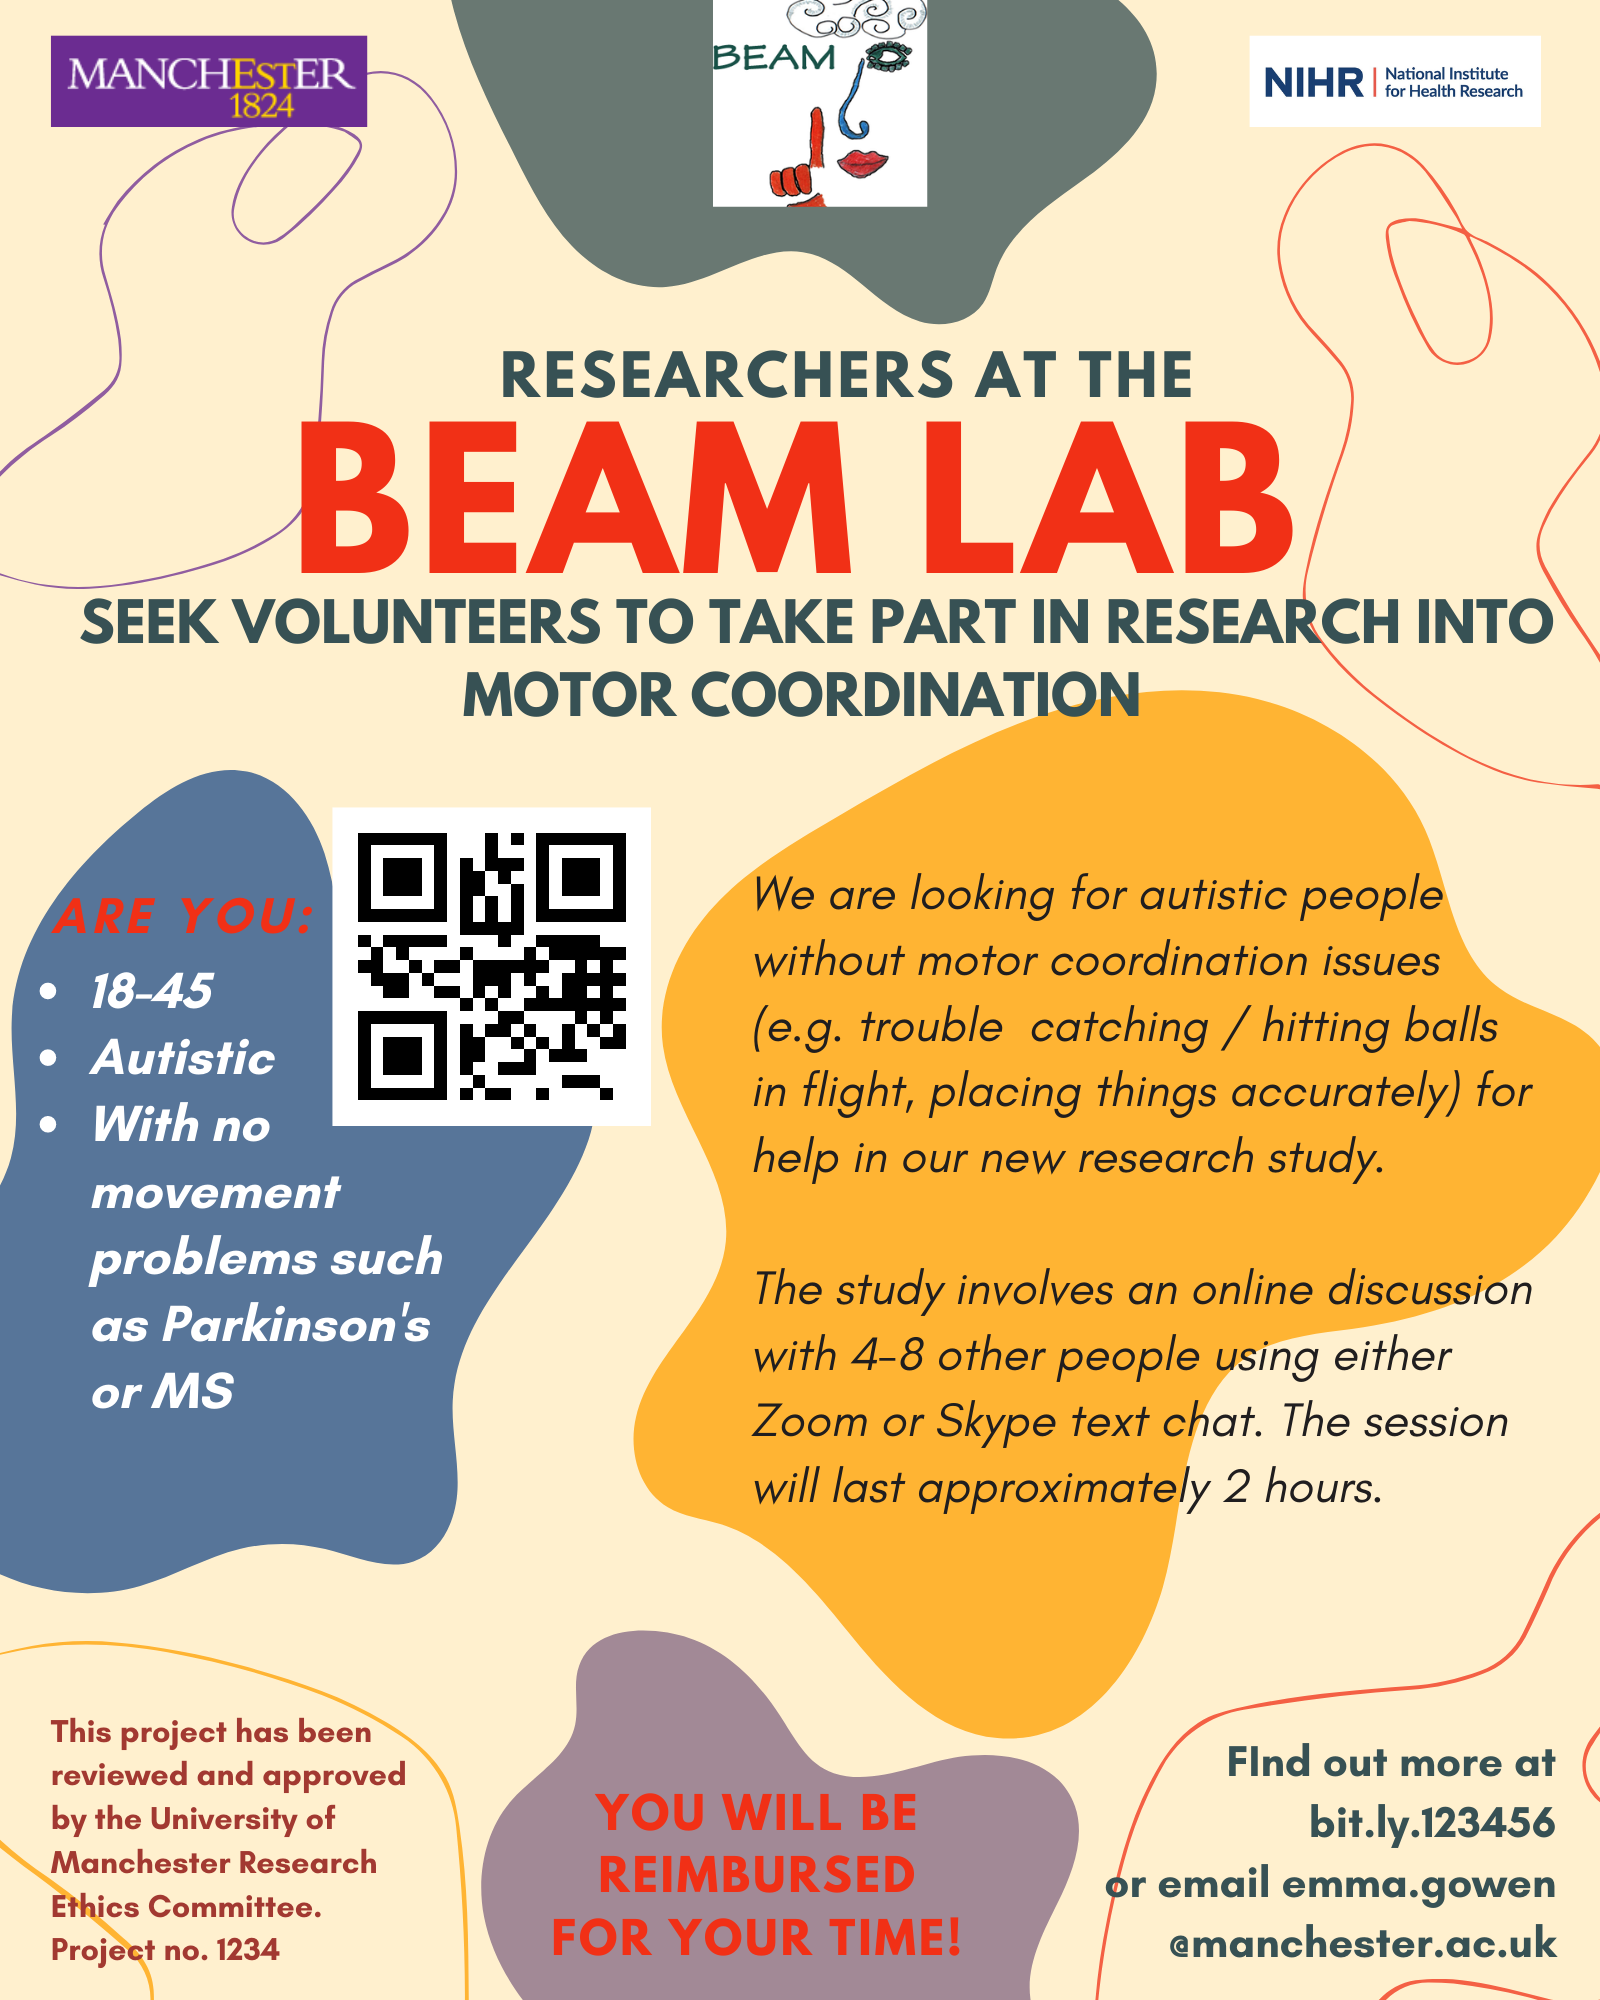 MANCHEsTER
1824
BEAM
NIHR | National Institute
for Health Research
RESEARCHERS AT THE
BEAM LAB
SEEK VOLUNTEERS TO TAKE PART IN RESEARCH INTO
MOTOR COORDINATION
ARE YOU:
• 18-45
• Autistic
• With no
movement
problems such
as Parkinson's
or MS
We are looking for autistic people
without motor coordination issues
(e.g. trouble  catching / hitting balls
in flight, placing things accurately) for
help in our new research study.
The study involves an online discussion
with 4-8 other people using either
Zoom or Skype text chat. The session
will last approximately 2 hours.
This project has been
reviewed and approved
by the University of
Manchester Research
Ethics Committee.
Project no. 1234
YOU WILL BE
REIMBURSED
FOR YOUR TIME!
FInd out more at
bit.ly.123456
or email emma.gowen
@manchester.ac.uk